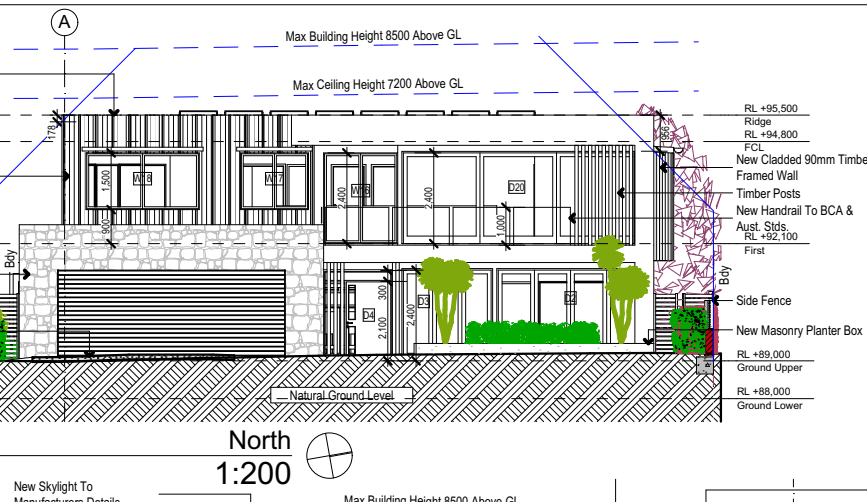 A
Max Building Height 8500 Above GL
Max Ceiling Height 7200 Above GL
RL +95,500
Ridge
RL +94,800
FCL
178
956
New Cladded 90mm Timbe
Framed Wall
Timber Posts
New Handrail To BCA &
Aust. Stds.
RL +92,100
First
W18
W17
W16
D20
1,500
900
2,400
2,400
1,000
Bdy
Bdy
300
2,100
2,400
D4
D3
D2
Side Fence
New Masonry Planter Box
RL +89,000
Ground Upper
RL +88,000
Ground Lower
Natural Ground Level
North
1:200
New Skylight To
Manufacturers Details
Max Building Height 8500 Above GL